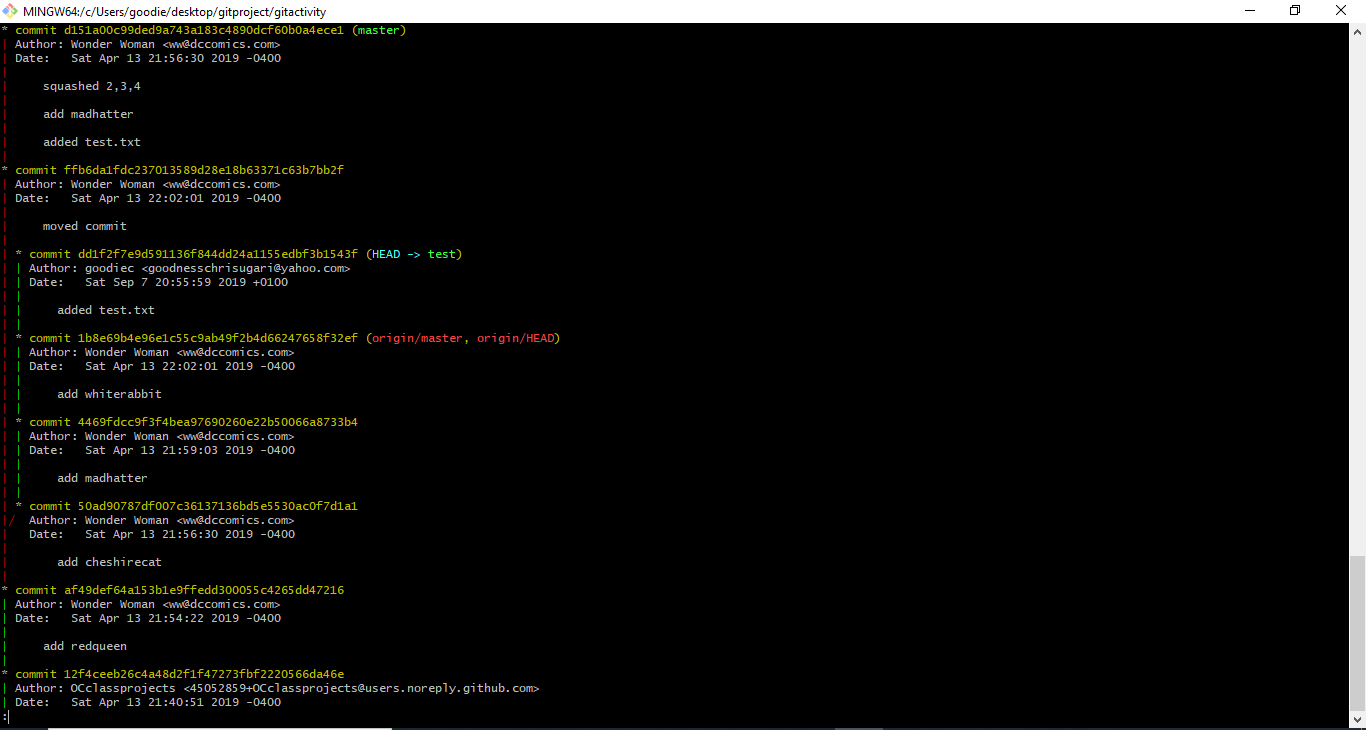 MINGW64:/c/Users/goodie/desktop/gitproject/gitactivity
* commit d151a00c99ded9a743a183c4890dcf60b0a4ece1 (master)
| Author: Wonder Woman <ww@dccomics.com>
| Date:   Sat Apr 13 21:56:30 2019 -0400
|
|     squashed 2,3,4
|
|     add madhatter
|
|     added test.txt
|
* commit ffb6da1fdc237013589d28e18b63371c63b7bb2f
| Author: Wonder Woman <ww@dccomics.com>
| Date:   Sat Apr 13 22:02:01 2019 -0400
|
|     moved commit
|
| * commit dd1f2f7e9d591136f844dd24a1155edbf3b1543f (HEAD -> test)
| | Author: goodiec <goodnesschrisugari@yahoo.com>
| | Date:   Sat Sep 7 20:55:59 2019 +0100
| |
| |     added test.txt
| |
| * commit 1b8e69b4e96e1c55c9ab49f2b4d66247658f32ef (origin/master, origin/HEAD)
| | Author: Wonder Woman <ww@dccomics.com>
| | Date:   Sat Apr 13 22:02:01 2019 -0400
| |
| |     add whiterabbit
| |
| * commit 4469fdcc9f3f4bea97690260e22b50066a8733b4
| | Author: Wonder Woman <ww@dccomics.com>
| | Date:   Sat Apr 13 21:59:03 2019 -0400
| |
| |     add madhatter
| |
| * commit 50ad90787df007c36137136bd5e5530ac0f7d1a1
|/  Author: Wonder Woman <ww@dccomics.com>
|   Date:   Sat Apr 13 21:56:30 2019 -0400
|
|       add cheshirecat
|
* commit af49def64a153b1e9ffedd300055c4265dd47216
| Author: Wonder Woman <ww@dccomics.com>
| Date:   Sat Apr 13 21:54:22 2019 -0400
|
|     add redqueen
|
* commit 12f4ceeb26c4a48d2f1f47273fbf2220566da46e
| Author: OCclassprojects <45052859+OCclassprojects@users.noreply.github.com>
| Date:   Sat Apr 13 21:40:51 2019 -0400
: